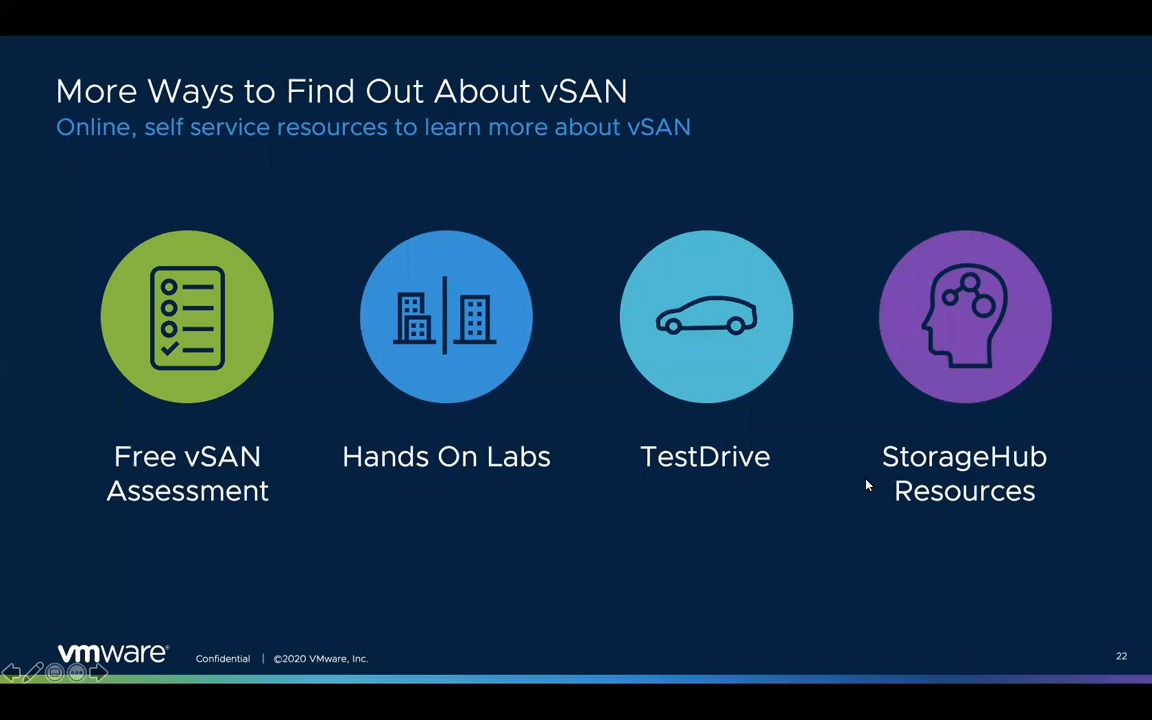 More Ways to Find Out About vSAN
Online, self service resources to learn more about vSAN
Free vSAN
Assessment
Hands On Labs
TestDrive
StorageHub
Resources
vmware®
Confidential | ©2020 VMware, Inc.
22